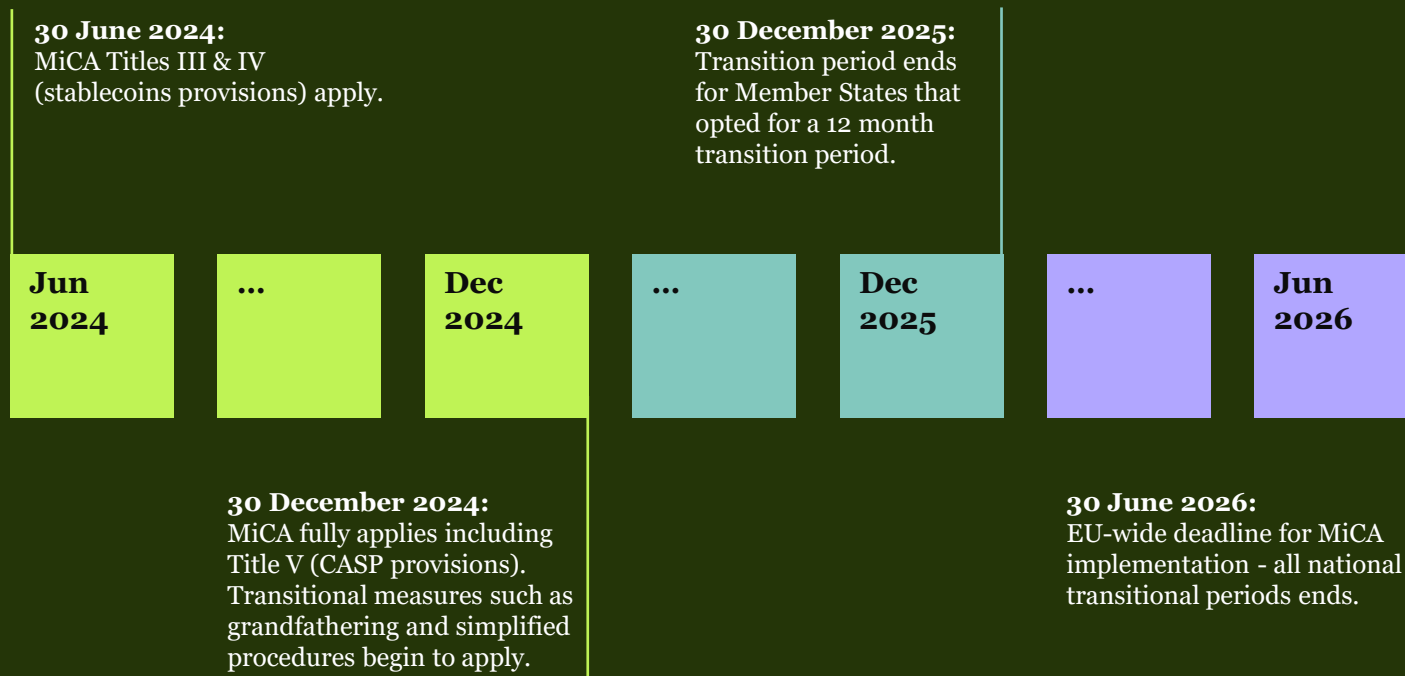 30 June 2024:
MiCA Titles III & IV
(stablecoins provisions) apply.
30 December 2025:
Transition period ends
for Member States that
opted for a 12 month
transition period.
Jun
2024
...
Dec
2024
...
Dec
2025
...
Jun
2026
30 December 2024:
MiCA fully applies including
Title V (CASP provisions).
Transitional measures such as
grandfathering and simplified
procedures begin to apply.
30 June 2026:
EU-wide deadline for MiCA
implementation - all national
transitional periods ends.